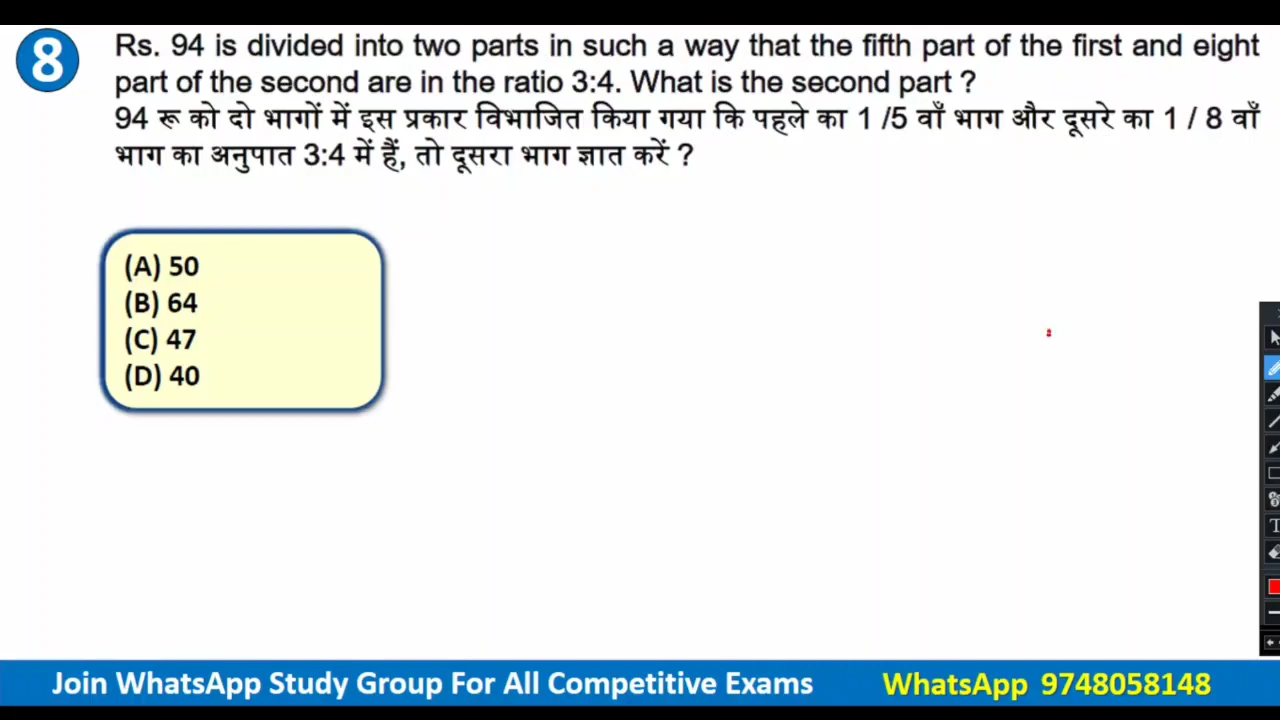 8
Rs. 94 is divided into two parts in such a way that the fifth part of the first and eight
part of the second are in the ratio 3:4. What is the second part ?
94 रू को दो भागों में इस प्रकार विभाजित किया गया कि पहले का 1 /5 वाँ भाग और दूसरे का 1 / 8 वाँ
भाग का अनुपात 3:4 में हैं, तो दूसरा भाग ज्ञात करें ?
(A) 50
(B) 64
(C) 47
(D) 40
Join WhatsApp Study Group For All Competitive Exams WhatsApp 9748058148